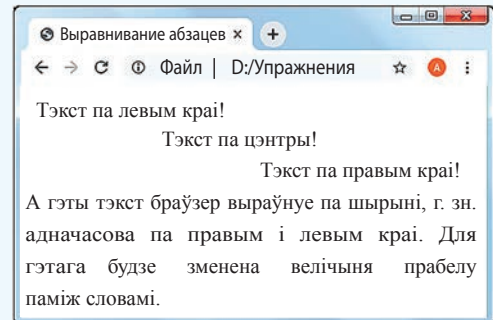 Выравнивание абзацев × +
Файл | D:/Упражнения A
Тэкст па левым краі!
Тэкст па цэнтры!
Тэкст па правым краі!
А гэты тэкст браўзер выраўнуе па шырыні, г. зн.
адначасова па правым і левым краі. Для
гэтага будзе зменена велічыня прабелу
паміж словамі.